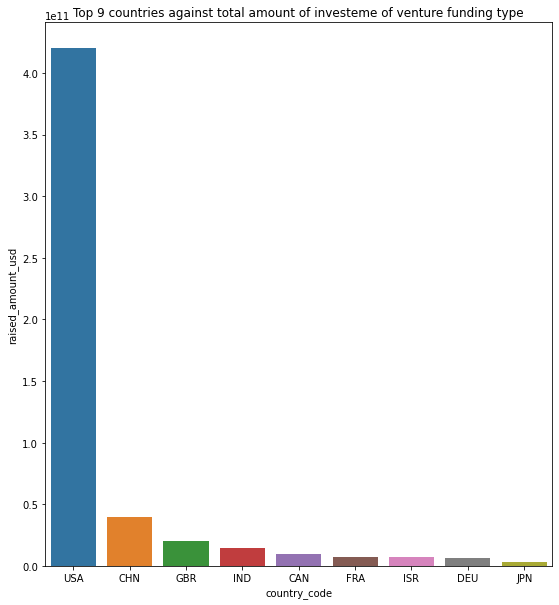 Top 9 countries against total amount of investeme of venture funding type
1e11
4.0
3.5
3.0
2.5
2.0
1.5
1.0
0.5
0.0
raised_amount_usd
USA CHN GBR IND CAN FRA ISR DEU JPN
country_code